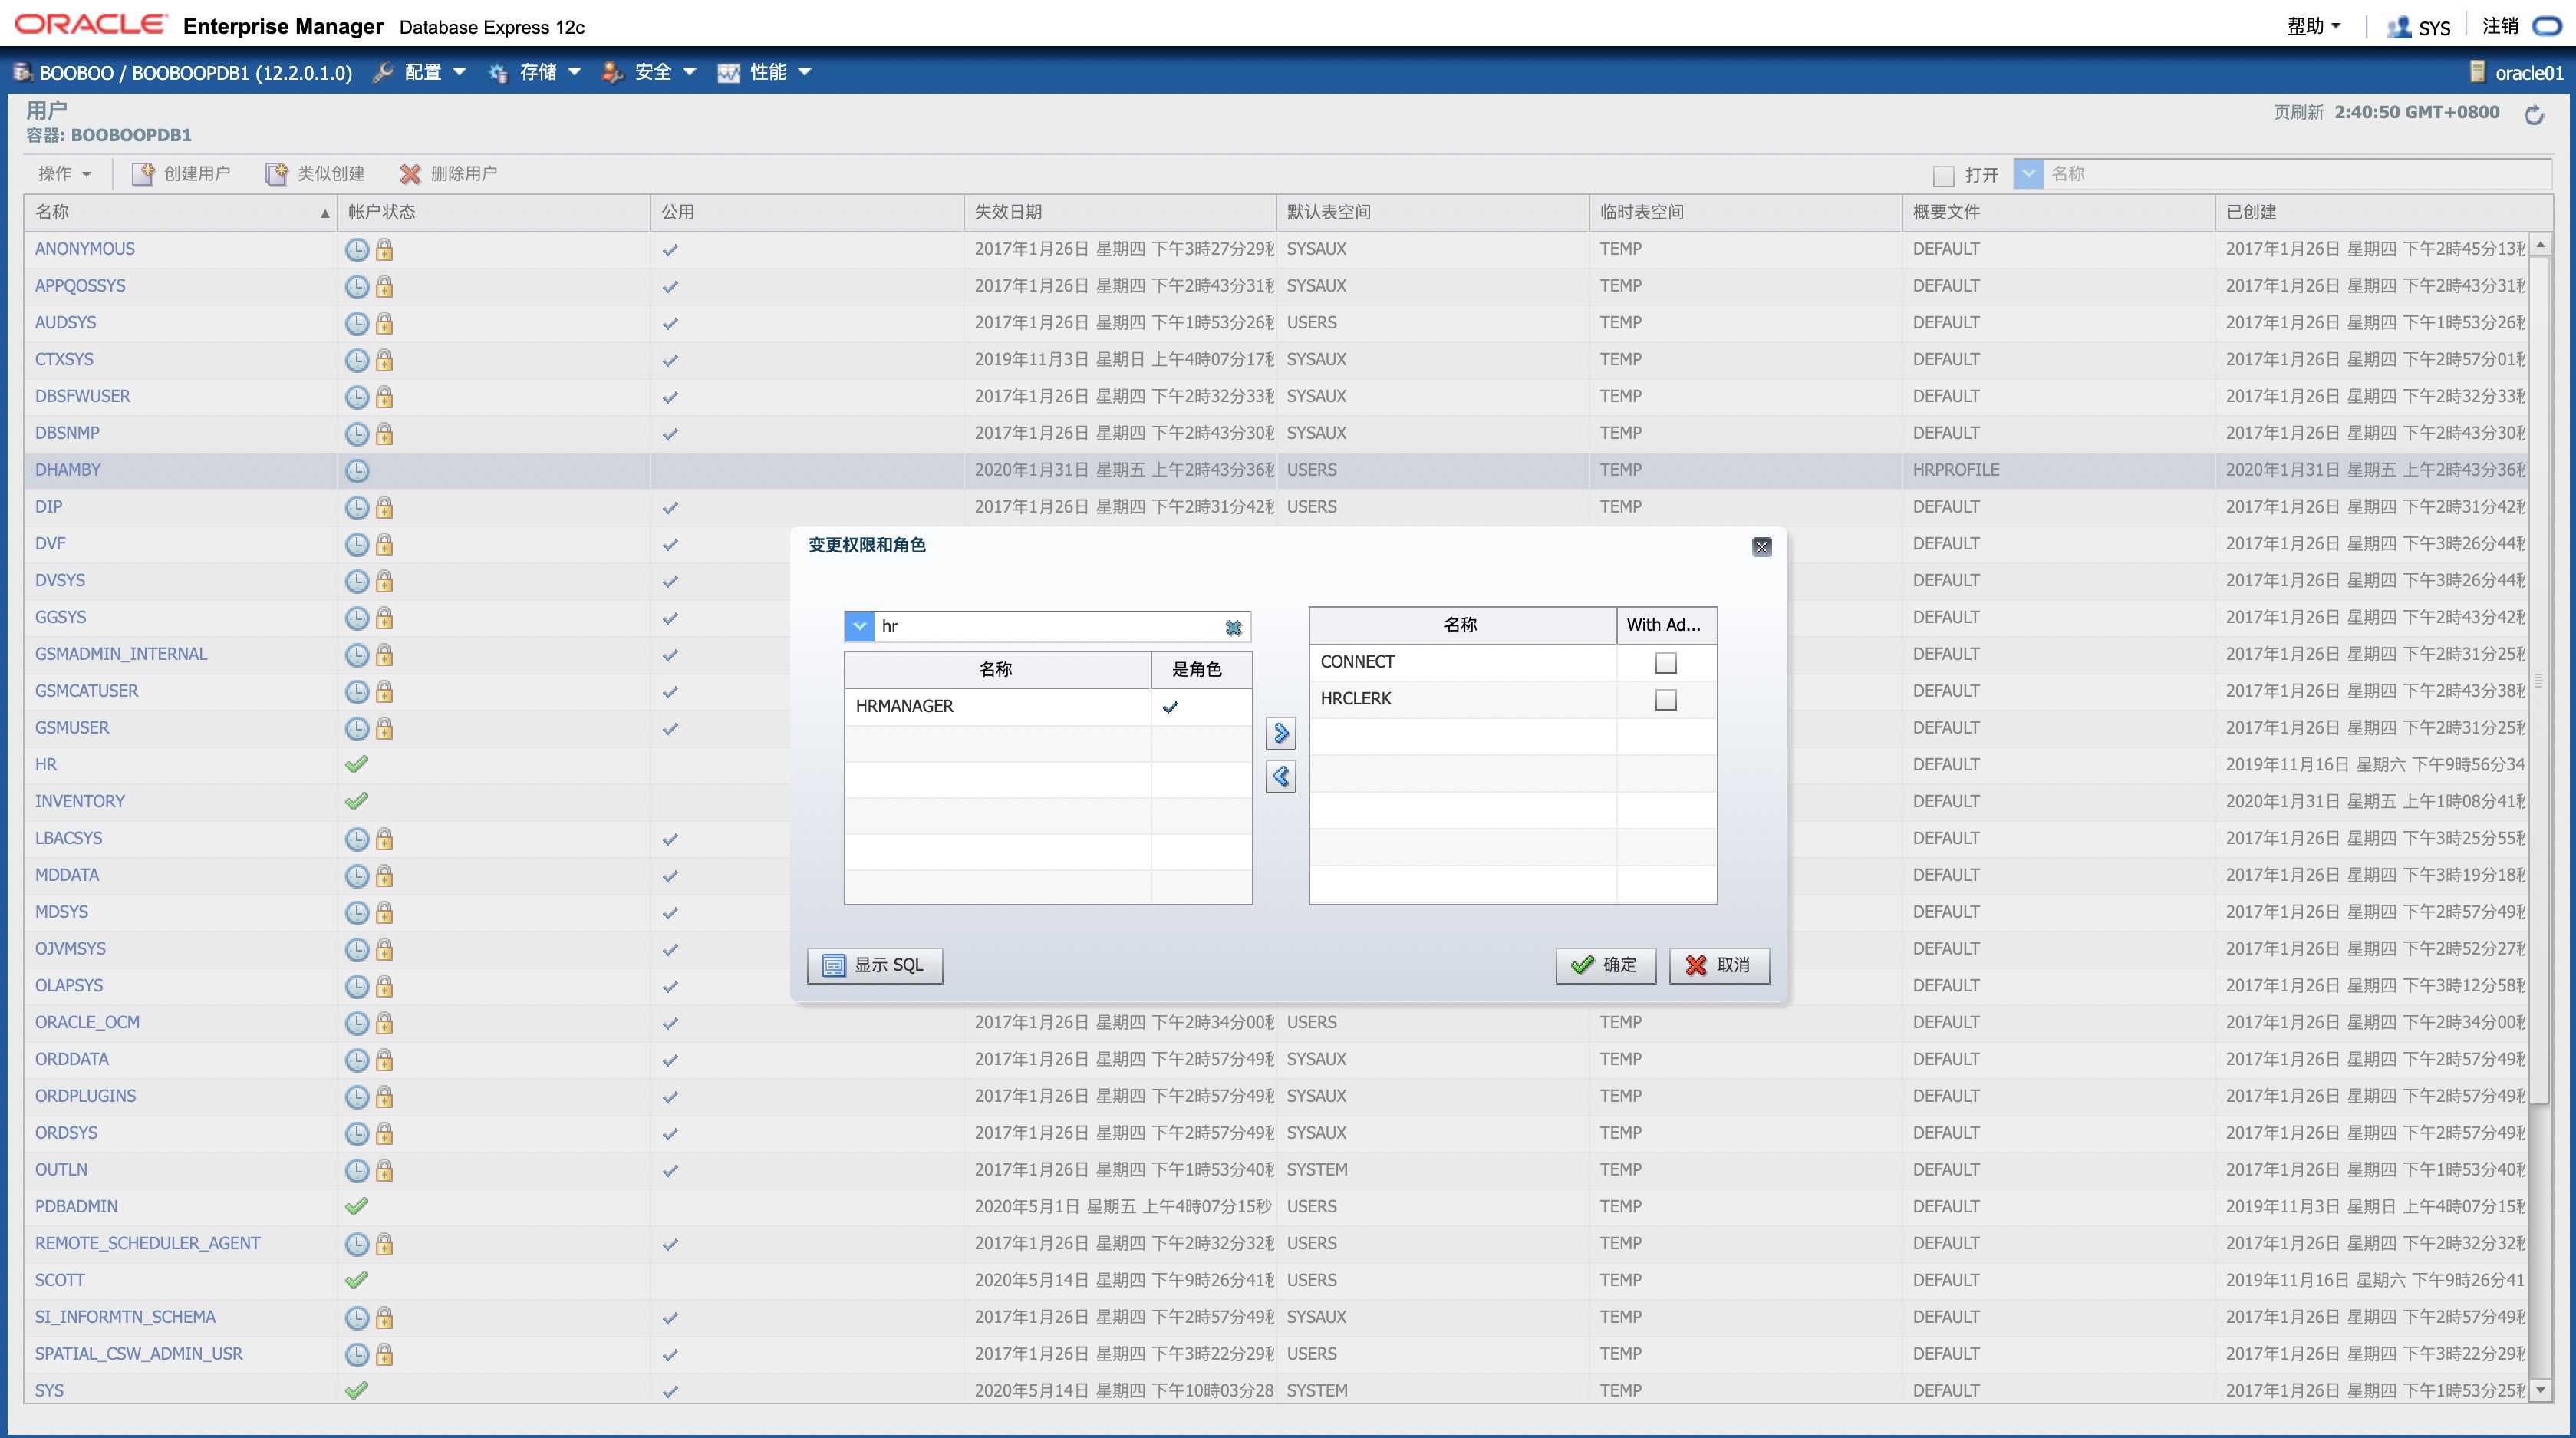 ORACLE Enterprise Manager Database Express 12c 帮助 SYS 注销
BOOBOO / BOOBOOPDB1 (12.2.0.1.0) 配置 存储 安全 性能 oracle01
用户 页刷新 2:40:50 GMT+0800
容器: BOOBOOPDB1
操作 创建用户 类似创建 删除用户 打开 名称
名称 帐户状态 公用 失效日期 默认表空间 临时表空间 概要文件 已创建
ANONYMOUS 2017年1月26日 星期四 下午3時27分29秒 SYSAUX TEMP DEFAULT 2017年1月26日 星期四 下午2時45分13秒
APPQOSSYS 2017年1月26日 星期四 下午2時43分31秒 SYSAUX TEMP DEFAULT 2017年1月26日 星期四 下午2時43分31秒
AUDSYS 2017年1月26日 星期四 下午1時53分26秒 USERS TEMP DEFAULT 2017年1月26日 星期四 下午1時53分26秒
CTXSYS 2019年11月3日 星期日 上午4時07分17秒 SYSAUX TEMP DEFAULT 2017年1月26日 星期四 下午2時57分01秒
DBSFWUSER 2017年1月26日 星期四 下午2時32分33秒 SYSAUX TEMP DEFAULT 2017年1月26日 星期四 下午2時32分33秒
DBSNMP 2017年1月26日 星期四 下午2時43分30秒 SYSAUX TEMP DEFAULT 2017年1月26日 星期四 下午2時43分30秒
DHAMBY 2020年1月31日 星期五 上午2時43分36秒 USERS TEMP HRPROFILE 2020年1月31日 星期五 上午2時43分36秒
DIP 2017年1月26日 星期四 下午2時31分42秒 USERS TEMP DEFAULT 2017年1月26日 星期四 下午2時31分42秒
DVF DEFAULT 2017年1月26日 星期四 下午3時26分44秒
DVSYS DEFAULT 2017年1月26日 星期四 下午3時26分44秒
GGSYS DEFAULT 2017年1月26日 星期四 下午2時43分42秒
GSMADMIN_INTERNAL DEFAULT 2017年1月26日 星期四 下午2時31分25秒
GSMCATUSER DEFAULT 2017年1月26日 星期四 下午2時43分38秒
GSMUSER DEFAULT 2017年1月26日 星期四 下午2時31分25秒
HR DEFAULT 2019年11月16日 星期六 下午9時56分34
INVENTORY DEFAULT 2020年1月31日 星期五 上午1時08分41秒
LBACSYS DEFAULT 2017年1月26日 星期四 下午3時25分55秒
MDDATA DEFAULT 2017年1月26日 星期四 下午3時19分18秒
MDSYS DEFAULT 2017年1月26日 星期四 下午2時57分49秒
OJVMSYS DEFAULT 2017年1月26日 星期四 下午2時52分27秒
OLAPSYS DEFAULT 2017年1月26日 星期四 下午3時12分58秒
ORACLE_OCM 2017年1月26日 星期四 下午2時34分00秒 USERS TEMP DEFAULT 2017年1月26日 星期四 下午2時34分00秒
ORDDATA 2017年1月26日 星期四 下午2時57分49秒 SYSAUX TEMP DEFAULT 2017年1月26日 星期四 下午2時57分49秒
ORDPLUGINS 2017年1月26日 星期四 下午2時57分49秒 SYSAUX TEMP DEFAULT 2017年1月26日 星期四 下午2時57分49秒
ORDSYS 2017年1月26日 星期四 下午2時57分49秒 SYSAUX TEMP DEFAULT 2017年1月26日 星期四 下午2時57分49秒
OUTLN 2017年1月26日 星期四 下午1時53分40秒 SYSTEM TEMP DEFAULT 2017年1月26日 星期四 下午1時53分40秒
PDBADMIN 2020年5月1日 星期五 上午4時07分15秒 USERS TEMP DEFAULT 2019年11月3日 星期日 上午4時07分15秒
REMOTE_SCHEDULER_AGENT 2017年1月26日 星期四 下午2時32分32秒 USERS TEMP DEFAULT 2017年1月26日 星期四 下午2時32分32秒
SCOTT 2020年5月14日 星期四 下午9時26分41秒 USERS TEMP DEFAULT 2019年11月16日 星期六 下午9時26分41
SI_INFORMTN_SCHEMA 2017年1月26日 星期四 下午2時57分49秒 SYSAUX TEMP DEFAULT 2017年1月26日 星期四 下午2時57分49秒
SPATIAL_CSW_ADMIN_USR 2017年1月26日 星期四 下午3時22分29秒 USERS TEMP DEFAULT 2017年1月26日 星期四 下午3時22分29秒
SYS 2020年5月14日 星期四 下午10時03分28 SYSTEM TEMP DEFAULT 2017年1月26日 星期四 下午1時53分25秒
变更权限和角色
hr
名称 是角色
HRMANAGER
名称 With Ad...
CONNECT
HRCLERK
显示 SQL 确定 取消